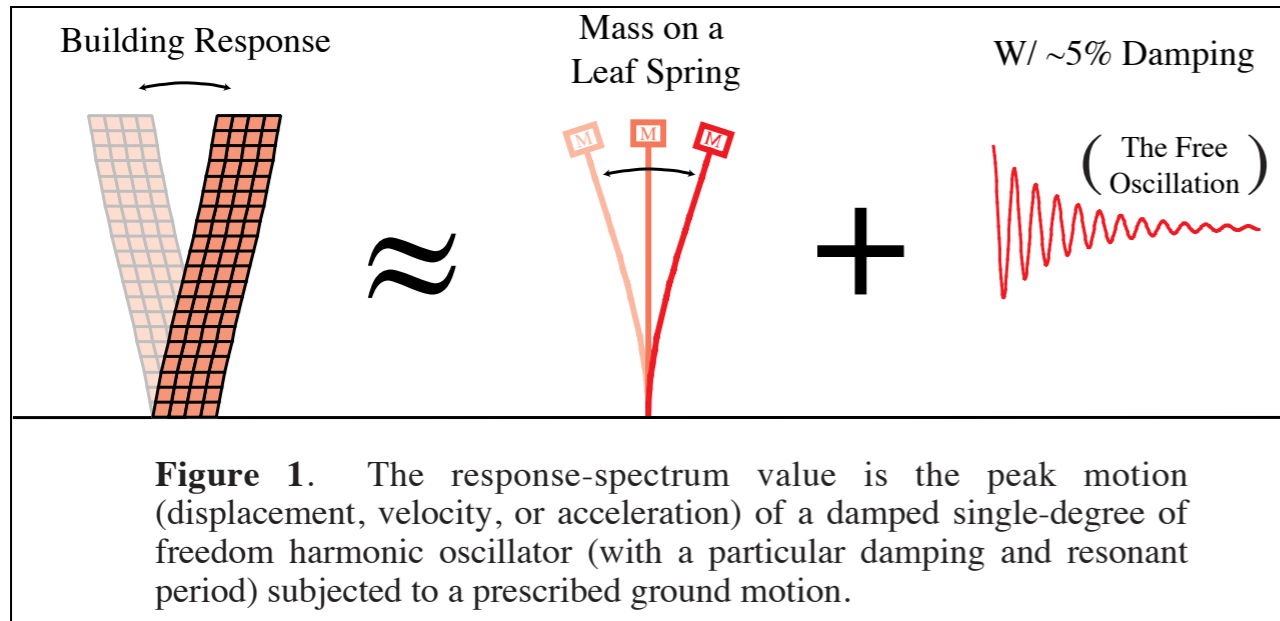 Building Response
Mass on a
Leaf Spring
W/ ~5% Damping
M
M
M
( The Free
Oscillation )
≈
+
Figure 1. The response-spectrum value is the peak motion
(displacement, velocity, or acceleration) of a damped single-degree of
freedom harmonic oscillator (with a particular damping and resonant
period) subjected to a prescribed ground motion.